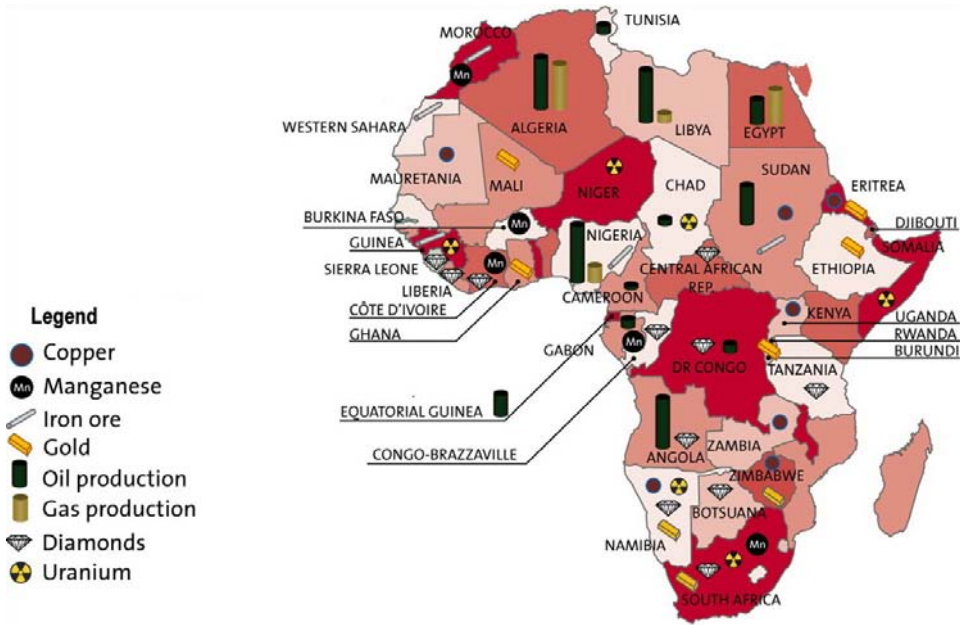 TUNISIA
MOROCCO
Mn
WESTERN SAHARA
ALGERIA
LIBYA
EGYPT
MAURETANIA
MALI
NIGER
CHAD
SUDAN
ERITREA
BURKINA FASO
Mn
DJIBOUTI
GUINEA
NIGERIA
SOMALIA
SIERRA LEONE
Mn
CENTRAL AFRICAN
REP
ETHIOPIA
LIBERIA
CAMEROON
CÔTE D'IVOIRE
KENYA
UGANDA
GHANA
RWANDA
GABON
Mn
DR CONGO
BURUNDI
TANZANIA
EQUATORIAL GUINEA
CONGO-BRAZZAVILLE
ANGOLA
ZAMBIA
ZIMBABWE
BOTSUANA
NAMIBIA
Mn
SOUTH AFRICA
Legend
Copper
Mn Manganese
Iron ore
Gold
Oil production
Gas production
Diamonds
Uranium